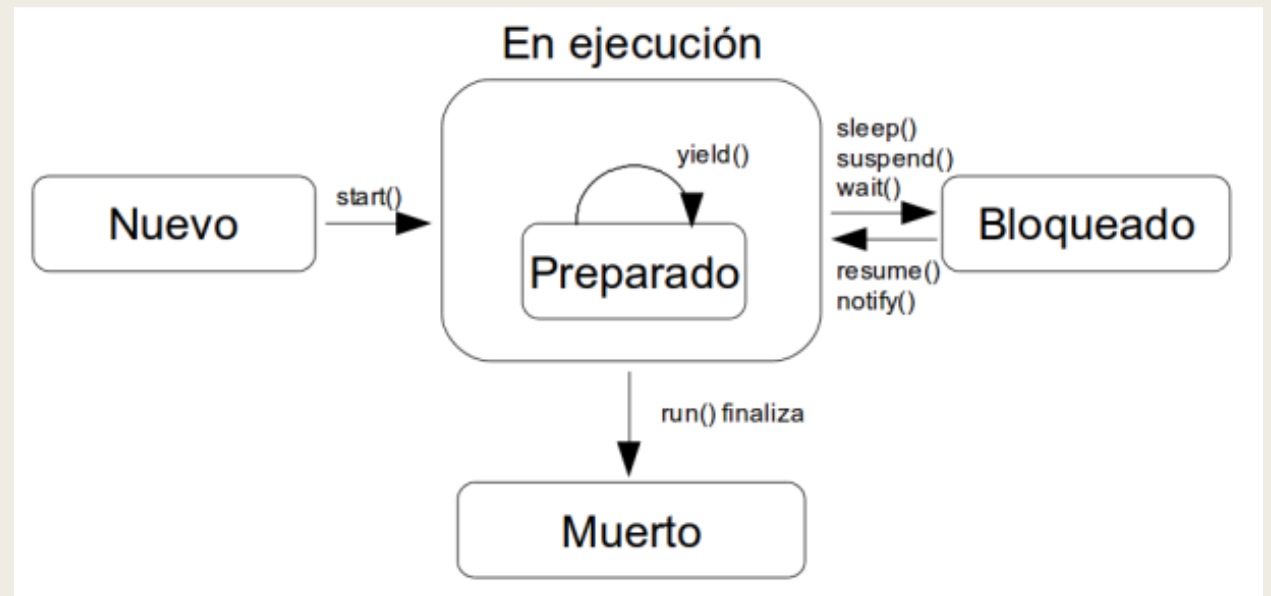 En ejecución
Nuevo
start()
yield()
Preparado
sleep()
suspend()
wait()
Bloqueado
resume()
notify()
run() finaliza
Muerto